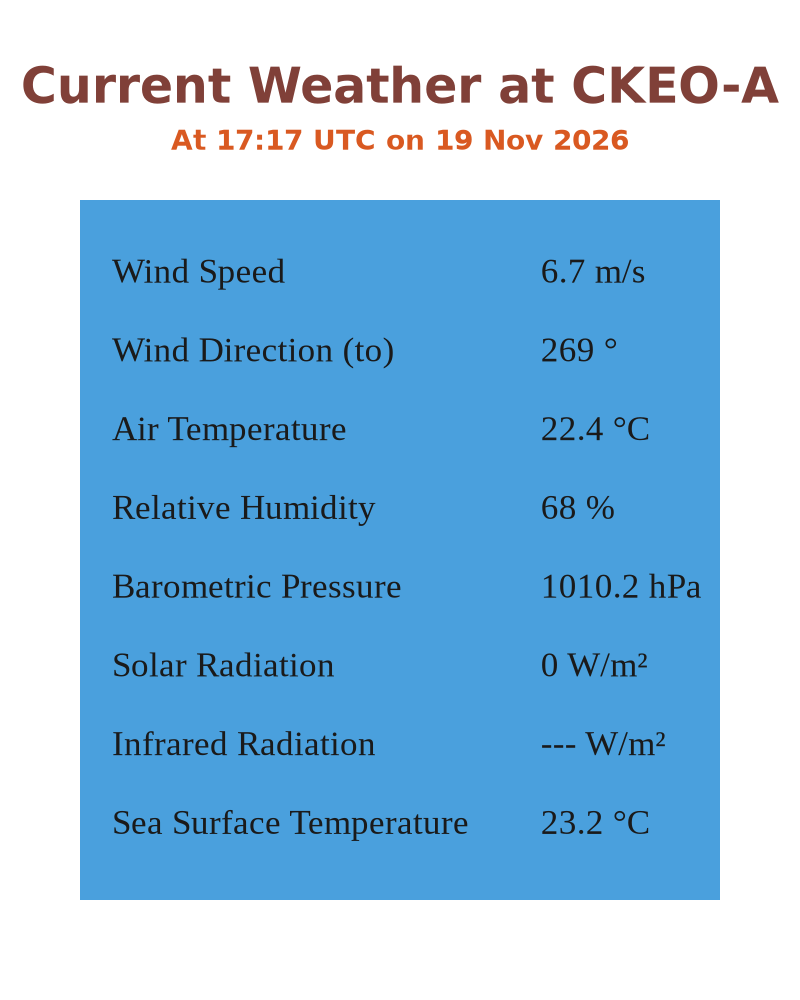 Current Weather at CKEO-A
At 17:17 UTC on 19 Nov 2026
Wind Speed 6.7 m/s
Wind Direction (to) 269 °
Air Temperature 22.4 °C
Relative Humidity 68 %
Barometric Pressure 1010.2 hPa
Solar Radiation 0 W/m²
Infrared Radiation --- W/m²
Sea Surface Temperature 23.2 °C